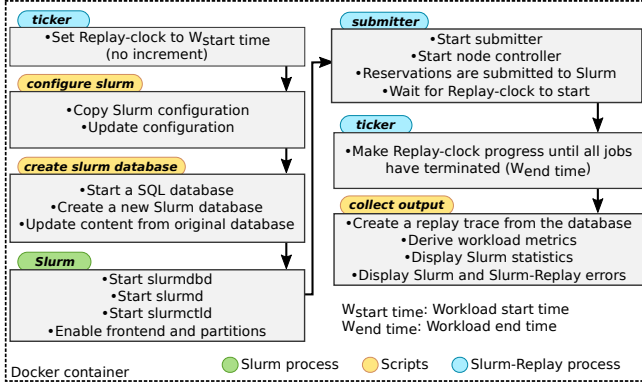 ticker
•Set Replay-clock to Wstart time
(no increment)
configure slurm
•Copy Slurm configuration
•Update configuration
create slurm database
•Start a SQL database
•Create a new Slurm database
•Update content from original database
Slurm
•Start slurmdbd
•Start slurmd
•Start slurmctld
•Enable frontend and partitions
submitter
•Start submitter
•Start node controller
•Reservations are submitted to Slurm
•Wait for Replay-clock to start
ticker
•Make Replay-clock progress until all jobs
have terminated (Wend time)
collect output
•Create a replay trace from the database
•Derive workload metrics
•Display Slurm statistics
•Display Slurm and Slurm-Replay errors
Wstart time: Workload start time
Wend time: Workload end time
Docker container
Slurm process
Scripts
Slurm-Replay process